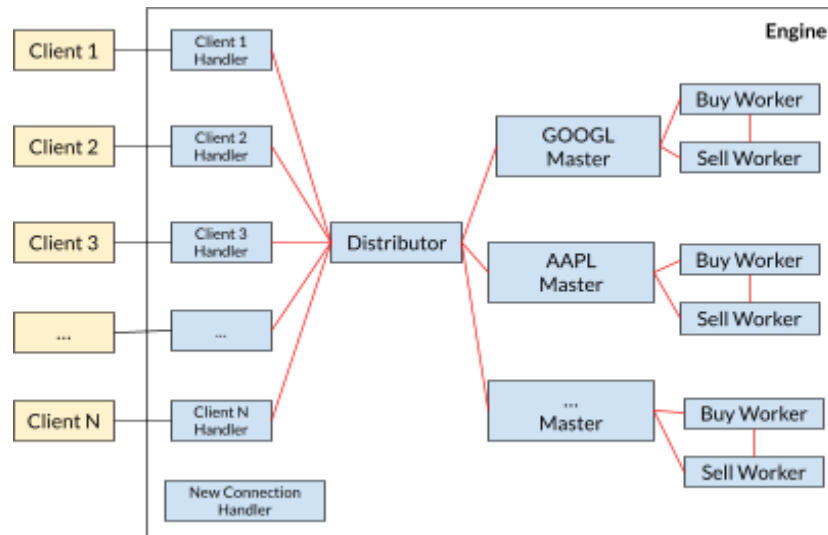 Engine
Client 1
Client 1
Handler
Client 2
Client 2
Handler
Client 3
Client 3
Handler
...
...
Client N
Client N
Handler
New Connection
Handler
Distributor
GOOGL
Master
Buy Worker
Sell Worker
AAPL
Master
Buy Worker
Sell Worker
...
Master
Buy Worker
Sell Worker